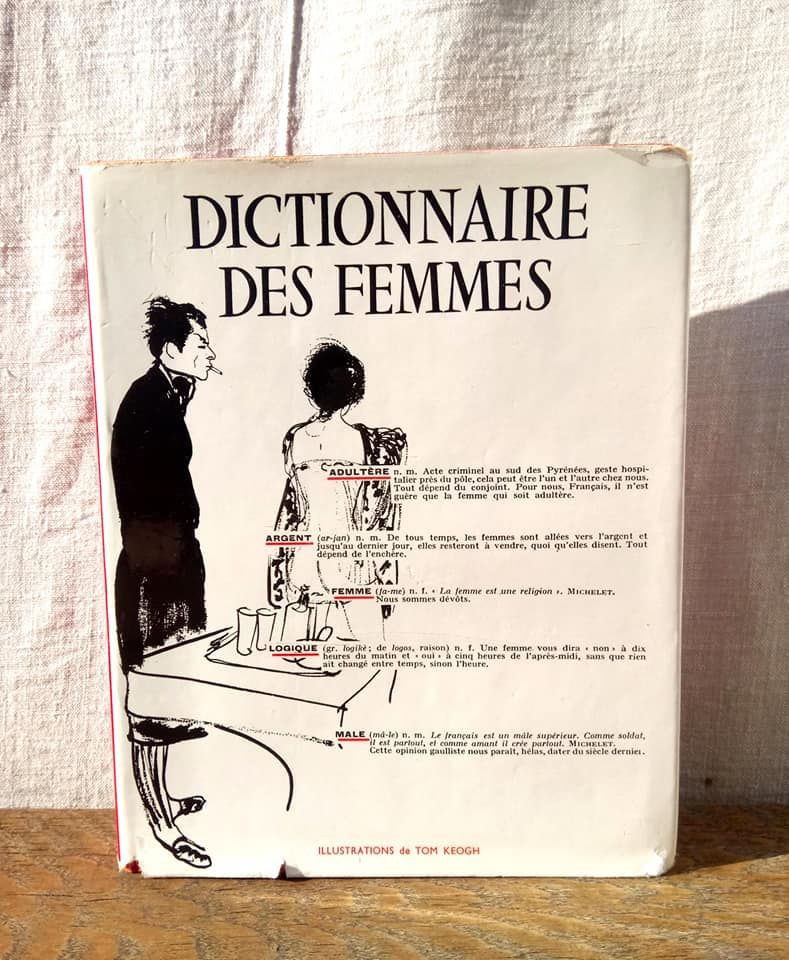 DICTIONNAIRE
DES FEMMES
ADULTÈRE n. m. Acte criminel au sud des Pyrénées, geste hospi-
talier près du pôle, cela peut être l'un et l'autre chez nous.
Tout dépend du conjoint. Pour nous, Français, il n'est
guère que la femme qui soit adultère.
ARGENT (ar-jan) n. m. De tous temps, les femmes sont allées vers l'argent et
jusqu'au dernier jour, elles resteront à vendre, quoi qu'elles disent. Tout
dépend de l'enchère.
FEMME (fa-me) n. f. « La femme est une religion ». MICHELET.
Nous sommes dévôts.
LOGIQUE (gr. logikê ; de logos, raison) n. f. Une femme vous dira « non » à dix
heures du matin et « oui » à cinq heures de l'après-midi, sans que rien
ait changé entre temps, sinon l'heure.
MALE (mâ-le) n. m. Le français est un mâle supérieur. Comme soldat,
il est partout, et comme amant il crée partout. MICHELET.
Cette opinion gaulliste nous paraît, hélas, dater du siècle dernier.
ILLUSTRATIONS de TOM KEOGH